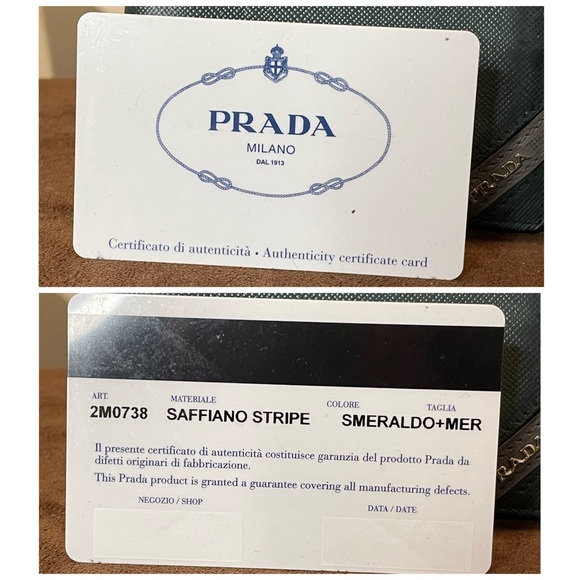 PRADA
MILANO
DAL 1913
Certificato di autenticità • Authenticity certificate card
PRADA
ART. MATERIALE COLORE TAGLIA
2M0738 SAFFIANO STRIPE SMERALDO+MER
Il presente certificato di autenticità costituisce garanzia del prodotto Prada da
difetti originari di fabbricazione.
This Prada product is granted a guarantee covering all manufacturing defects.
NEGOZIO / SHOP DATA / DATE
PRADA